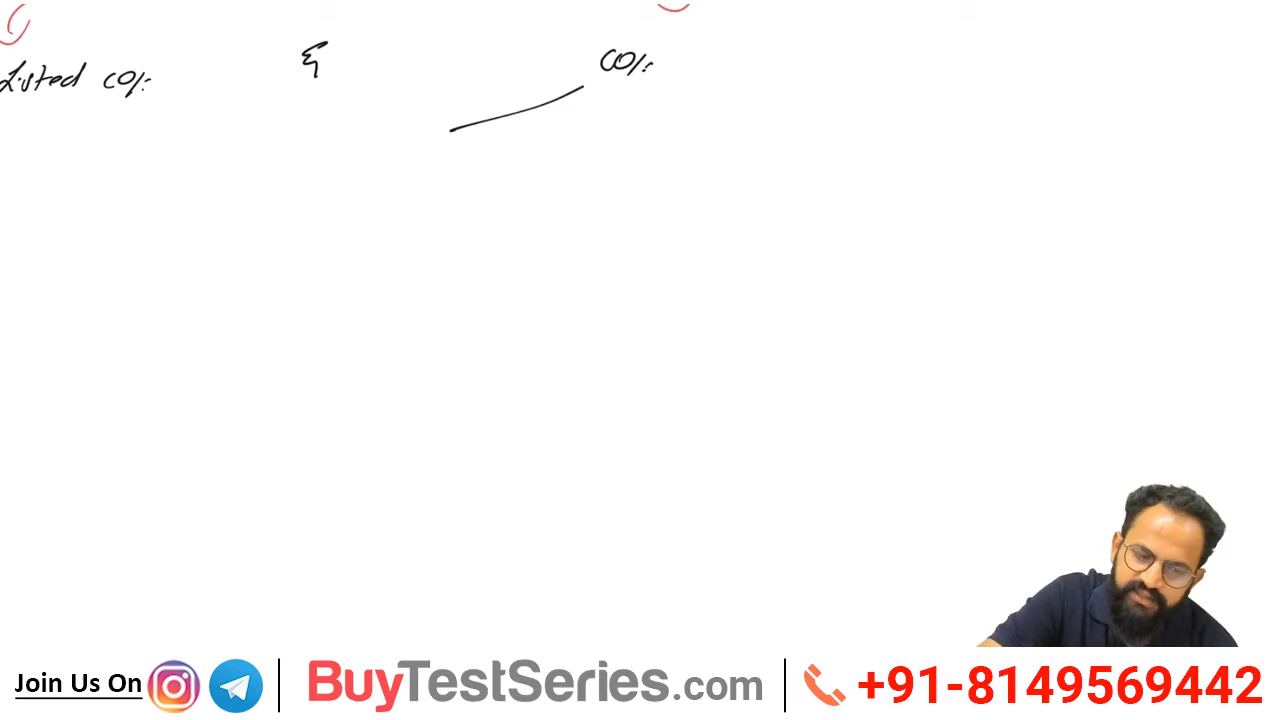 Listed co/: & co/:
Join Us On BuyTestSeries.com +91-8149569442